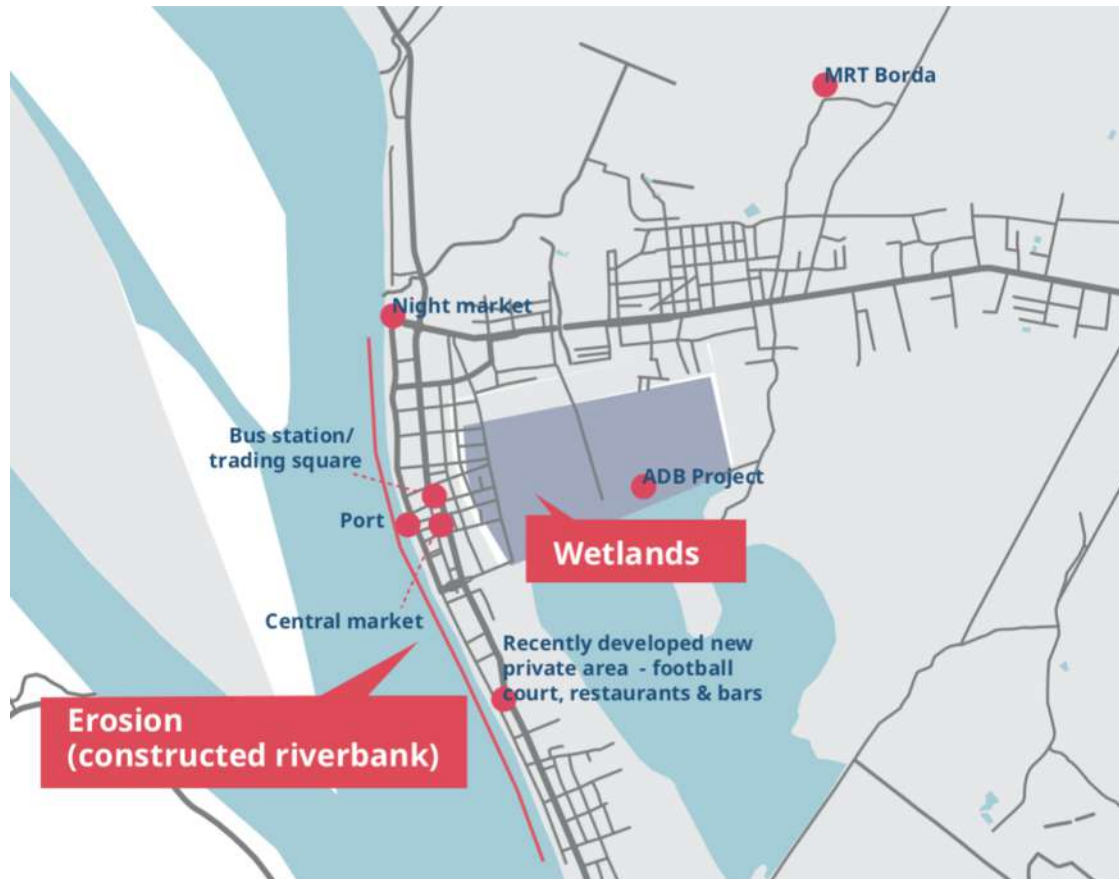 MRT Borda
Night market
Bus station/
trading square
ADB Project
Port
Wetlands
Central market
Recently developed new
private area - football
court, restaurants & bars
Erosion
(constructed riverbank)